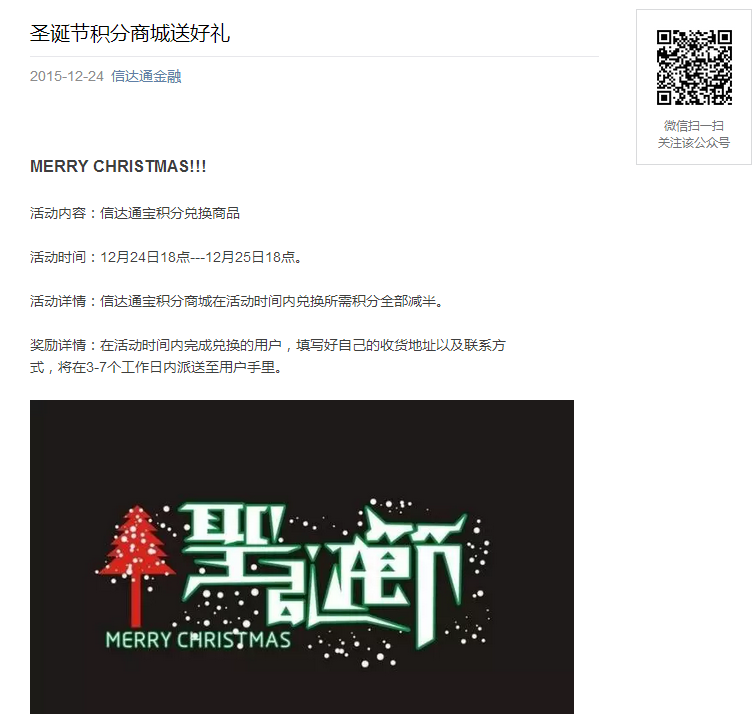 圣诞节积分商城送好礼
2015-12-24 信达通金融
微信扫一扫
关注该公众号
MERRY CHRISTMAS!!!
活动内容：信达通宝积分兑换商品
活动时间：12月24日18点---12月25日18点。
活动详情：信达通宝积分商城在活动时间内兑换所需积分全部减半。
奖励详情：在活动时间内完成兑换的用户，填写好自己的收货地址以及联系方
式，将在3-7个工作日内派送至用户手里。
聖诞節
MERRY CHRISTMAS